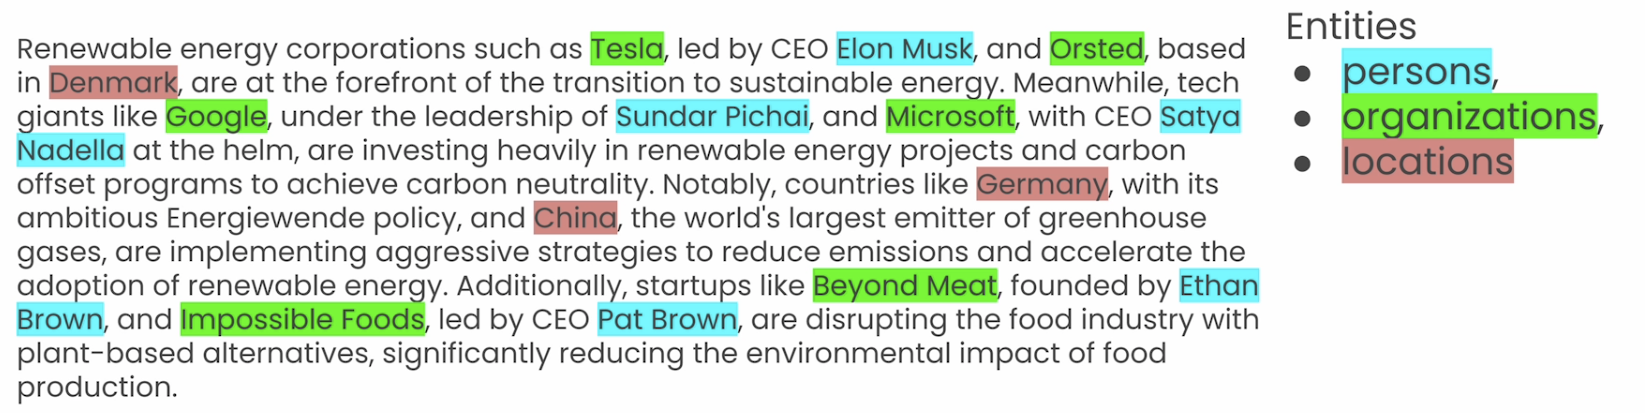 Renewable energy corporations such as Tesla, led by CEO Elon Musk, and Orsted, based
in Denmark, are at the forefront of the transition to sustainable energy. Meanwhile, tech
giants like Google, under the leadership of Sundar Pichai, and Microsoft, with CEO Satya
Nadella at the helm, are investing heavily in renewable energy projects and carbon
offset programs to achieve carbon neutrality. Notably, countries like Germany, with its
ambitious Energiewende policy, and China, the world's largest emitter of greenhouse
gases, are implementing aggressive strategies to reduce emissions and accelerate the
adoption of renewable energy. Additionally, startups like Beyond Meat, founded by Ethan
Brown, and Impossible Foods, led by CEO Pat Brown, are disrupting the food industry with
plant-based alternatives, significantly reducing the environmental impact of food
production.
Entities
● persons,
● organizations,
● locations